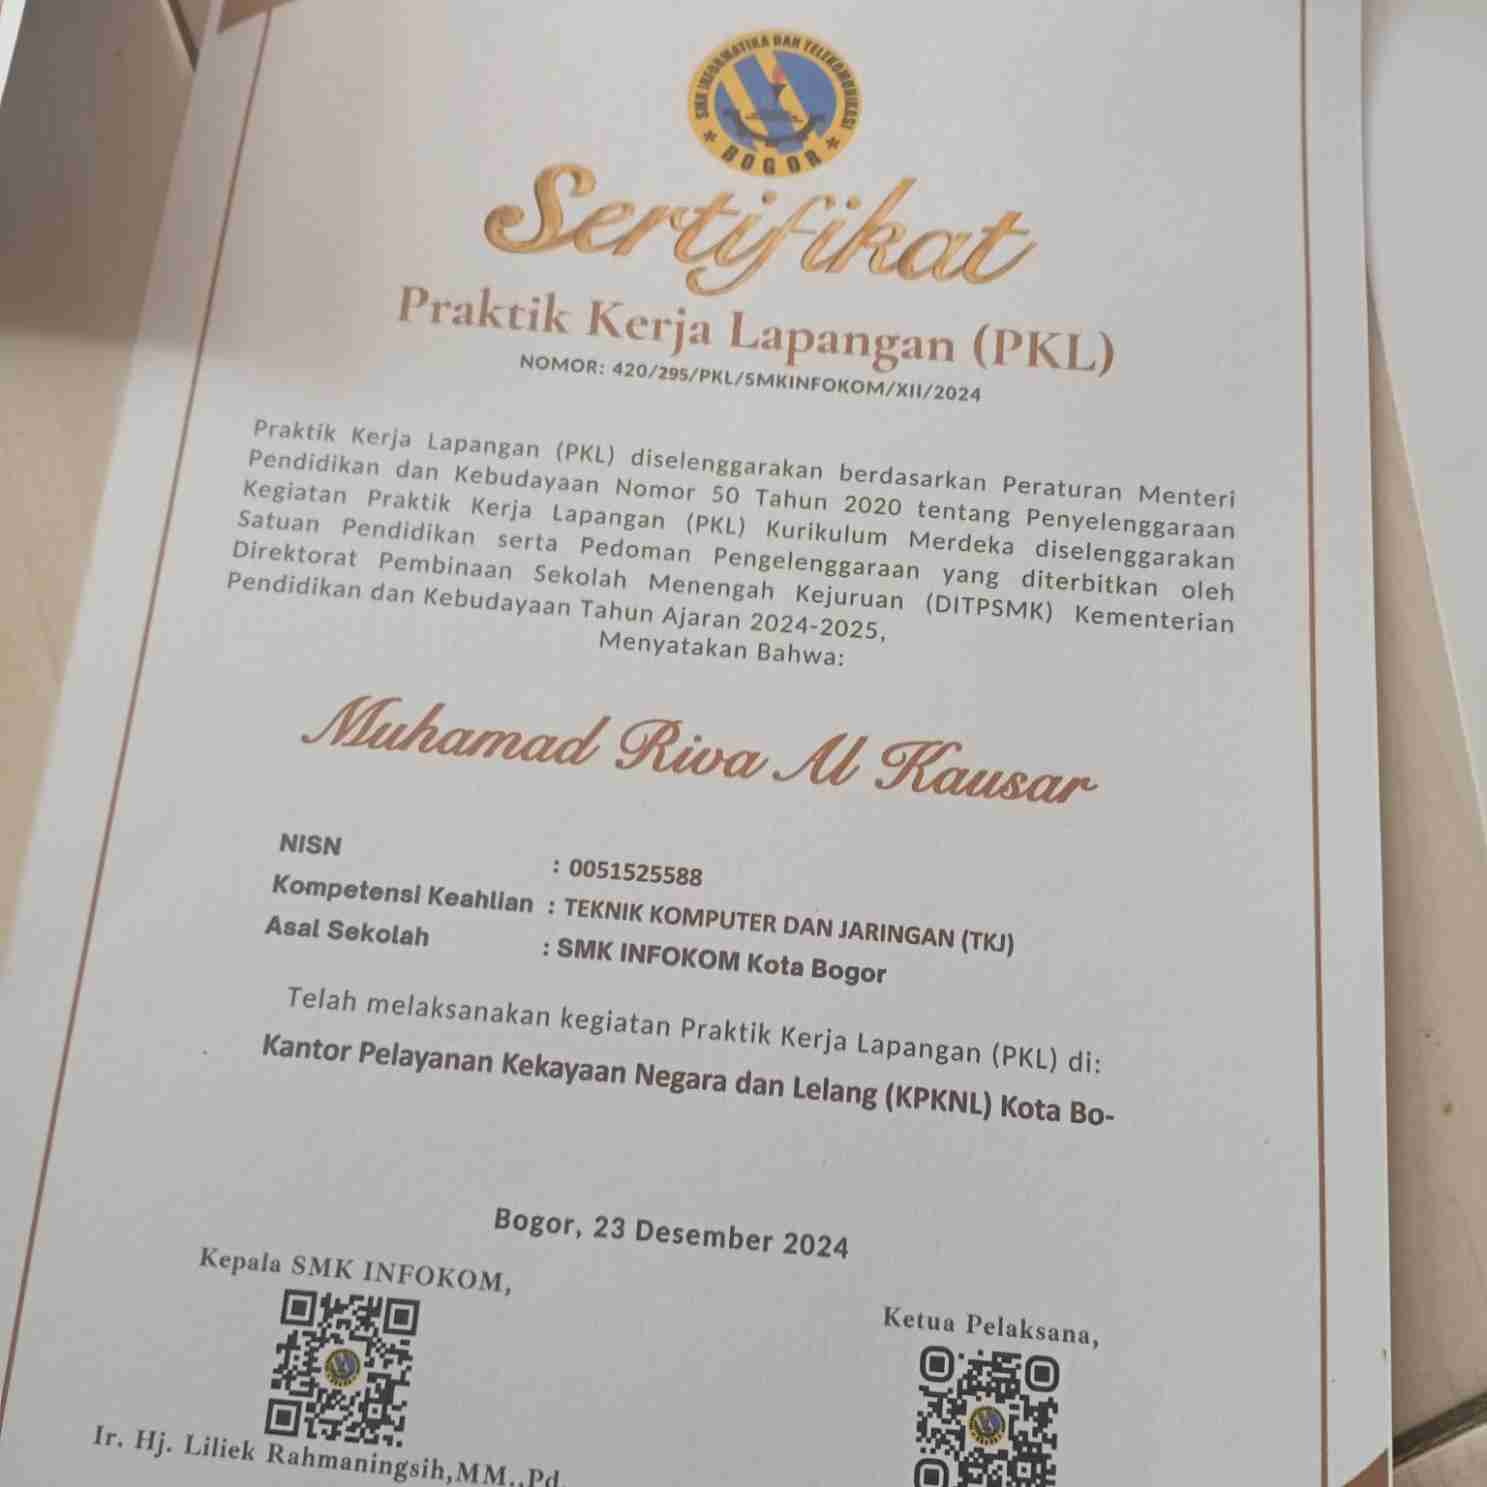 SMK INFORMATIKA DAN TELEKOMUNIKASI
BOGOR
Sertifikat
Praktik Kerja Lapangan (PKL)
NOMOR: 420/295/PKL/SMKINFOKOM/XII/2024
Praktik Kerja Lapangan (PKL) diselenggarakan berdasarkan Peraturan Menteri
Pendidikan dan Kebudayaan Nomor 50 Tahun 2020 tentang Penyelenggaraan
Kegiatan Praktik Kerja Lapangan (PKL) Kurikulum Merdeka diselenggarakan
Satuan Pendidikan serta Pedoman Pengelenggaraan yang diterbitkan oleh
Direktorat Pembinaan Sekolah Menengah Kejuruan (DITPSMK) Kementerian
Pendidikan dan Kebudayaan Tahun Ajaran 2024-2025,
Menyatakan Bahwa:
Muhamad Riva Al Kausar
NISN : 0051525588
Kompetensi Keahlian : TEKNIK KOMPUTER DAN JARINGAN (TKJ)
Asal Sekolah : SMK INFOKOM Kota Bogor
Telah melaksanakan kegiatan Praktik Kerja Lapangan (PKL) di:
Kantor Pelayanan Kekayaan Negara dan Lelang (KPKNL) Kota Bo-
Bogor, 23 Desember 2024
Kepala SMK INFOKOM,
Ketua Pelaksana,
Ir. Hj. Liliek Rahmaningsih,MM.,Pd.